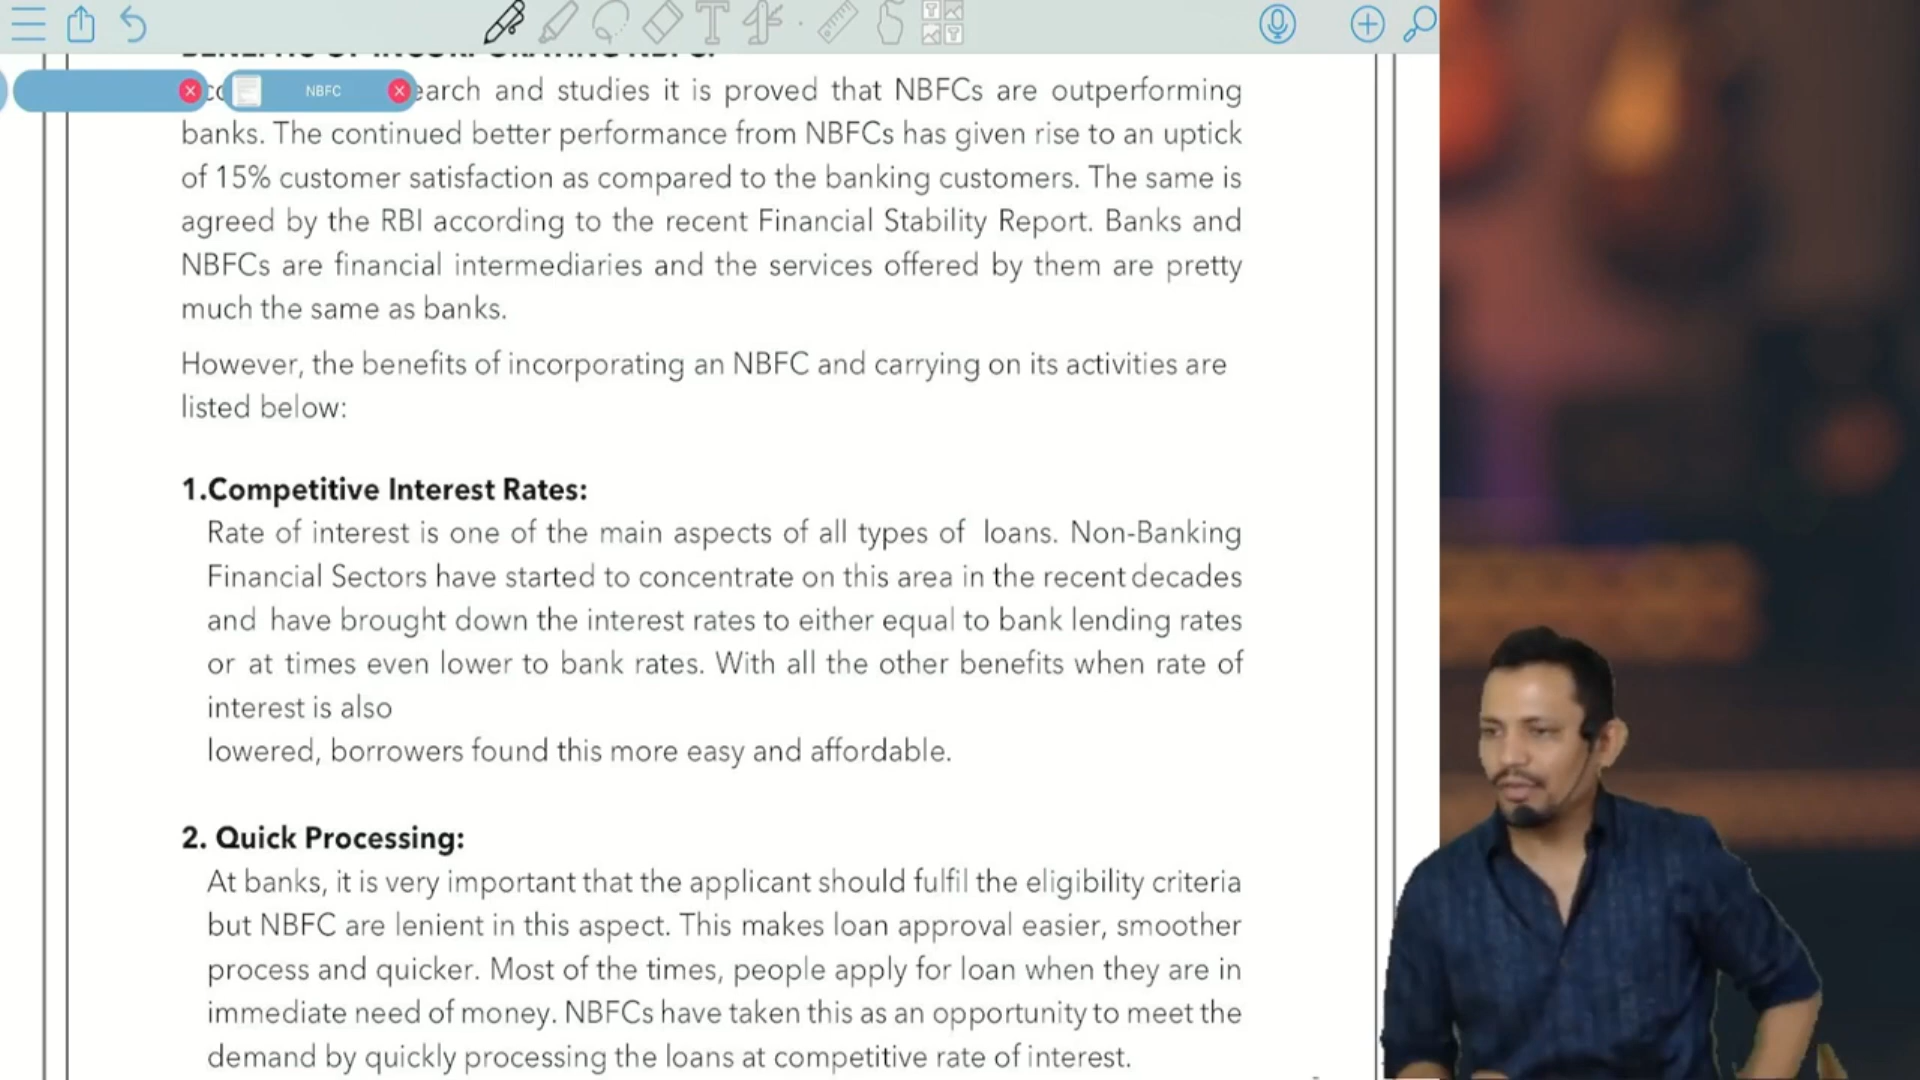 BENEFITS OF INCORPORATING NBFC:
NBFC
earch and studies it is proved that NBFCs are outperforming
banks. The continued better performance from NBFCs has given rise to an uptick
of 15% customer satisfaction as compared to the banking customers. The same is
agreed by the RBI according to the recent Financial Stability Report. Banks and
NBFCs are financial intermediaries and the services offered by them are pretty
much the same as banks.
However, the benefits of incorporating an NBFC and carrying on its activities are
listed below:
1.Competitive Interest Rates:
Rate of interest is one of the main aspects of all types of loans. Non-Banking
Financial Sectors have started to concentrate on this area in the recent decades
and have brought down the interest rates to either equal to bank lending rates
or at times even lower to bank rates. With all the other benefits when rate of
interest is also
lowered, borrowers found this more easy and affordable.
2. Quick Processing:
At banks, it is very important that the applicant should fulfil the eligibility criteria
but NBFC are lenient in this aspect. This makes loan approval easier, smoother
process and quicker. Most of the times, people apply for loan when they are in
immediate need of money. NBFCs have taken this as an opportunity to meet the
demand by quickly processing the loans at competitive rate of interest.